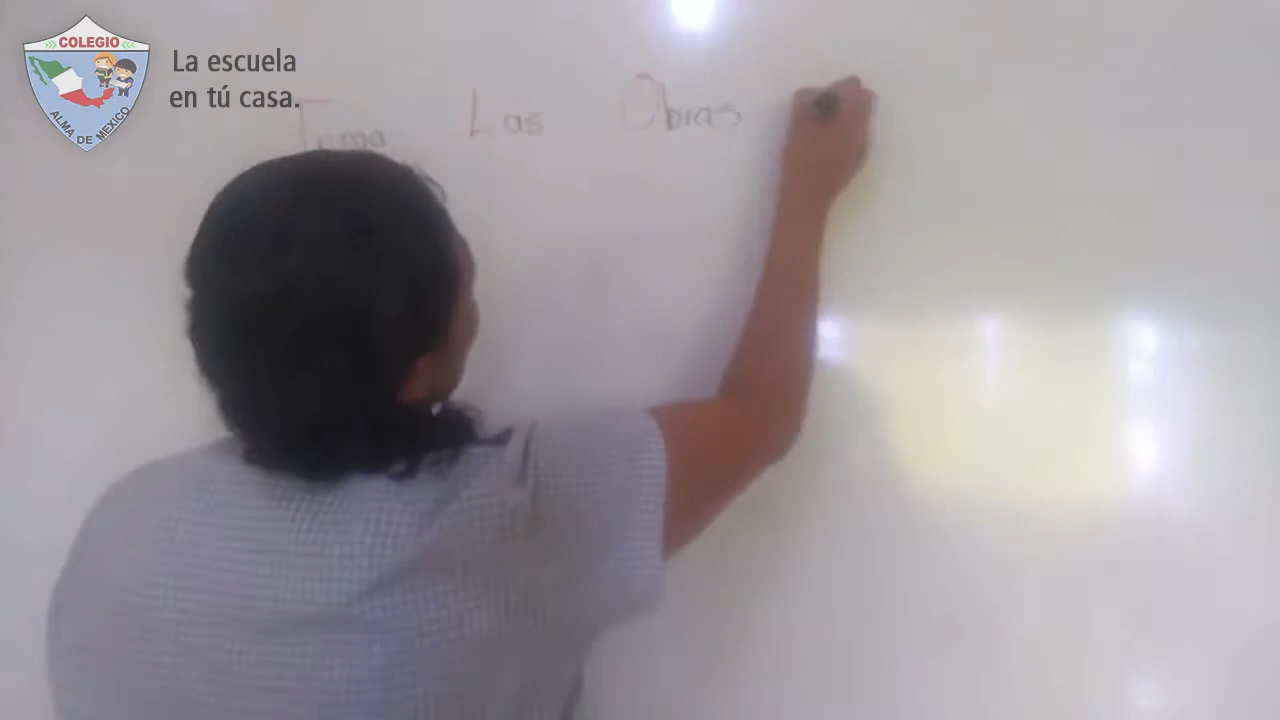 COLEGIO
ALMA DE MEXICO
La escuela
en tú casa.
Tema Las Obras